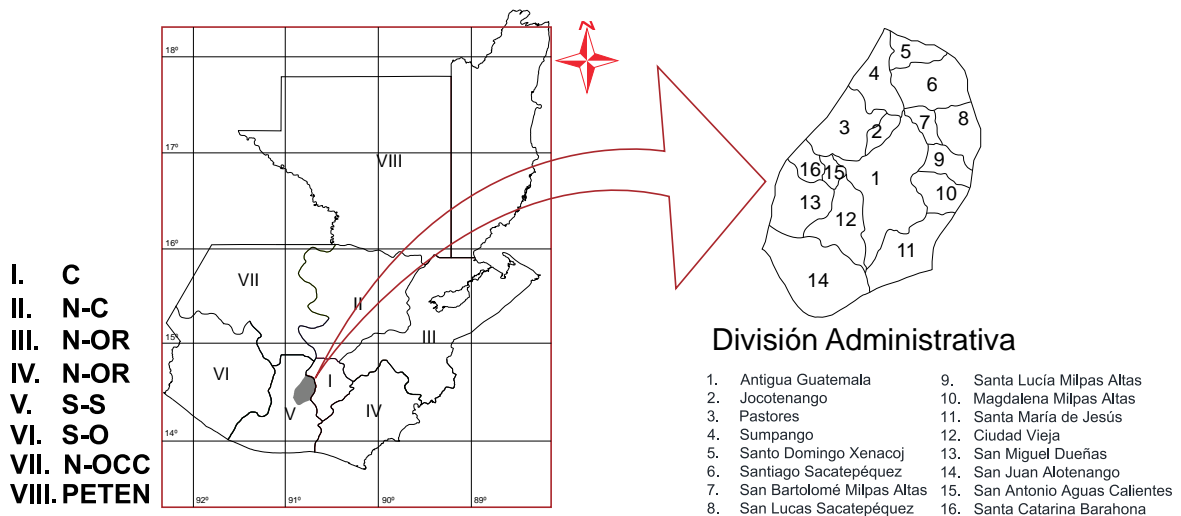 N
18º
17º
16º
15º
14º
92º
91º
90º
89º
VIII
VII
II
III
VI
I
V
IV
I. C
II. N-C
III. N-OR
IV. N-OR
V. S-S
VI. S-O
VII. N-OCC
VIII. PETEN
5
4
6
3
2
7
8
9
16
15
1
10
13
12
11
14
División Administrativa
1. Antigua Guatemala
2. Jocotenango
3. Pastores
4. Sumpango
5. Santo Domingo Xenacoj
6. Santiago Sacatepéquez
7. San Bartolomé Milpas Altas
8. San Lucas Sacatepéquez
9. Santa Lucía Milpas Altas
10. Magdalena Milpas Altas
11. Santa María de Jesús
12. Ciudad Vieja
13. San Miguel Dueñas
14. San Juan Alotenango
15. San Antonio Aguas Calientes
16. Santa Catarina Barahona